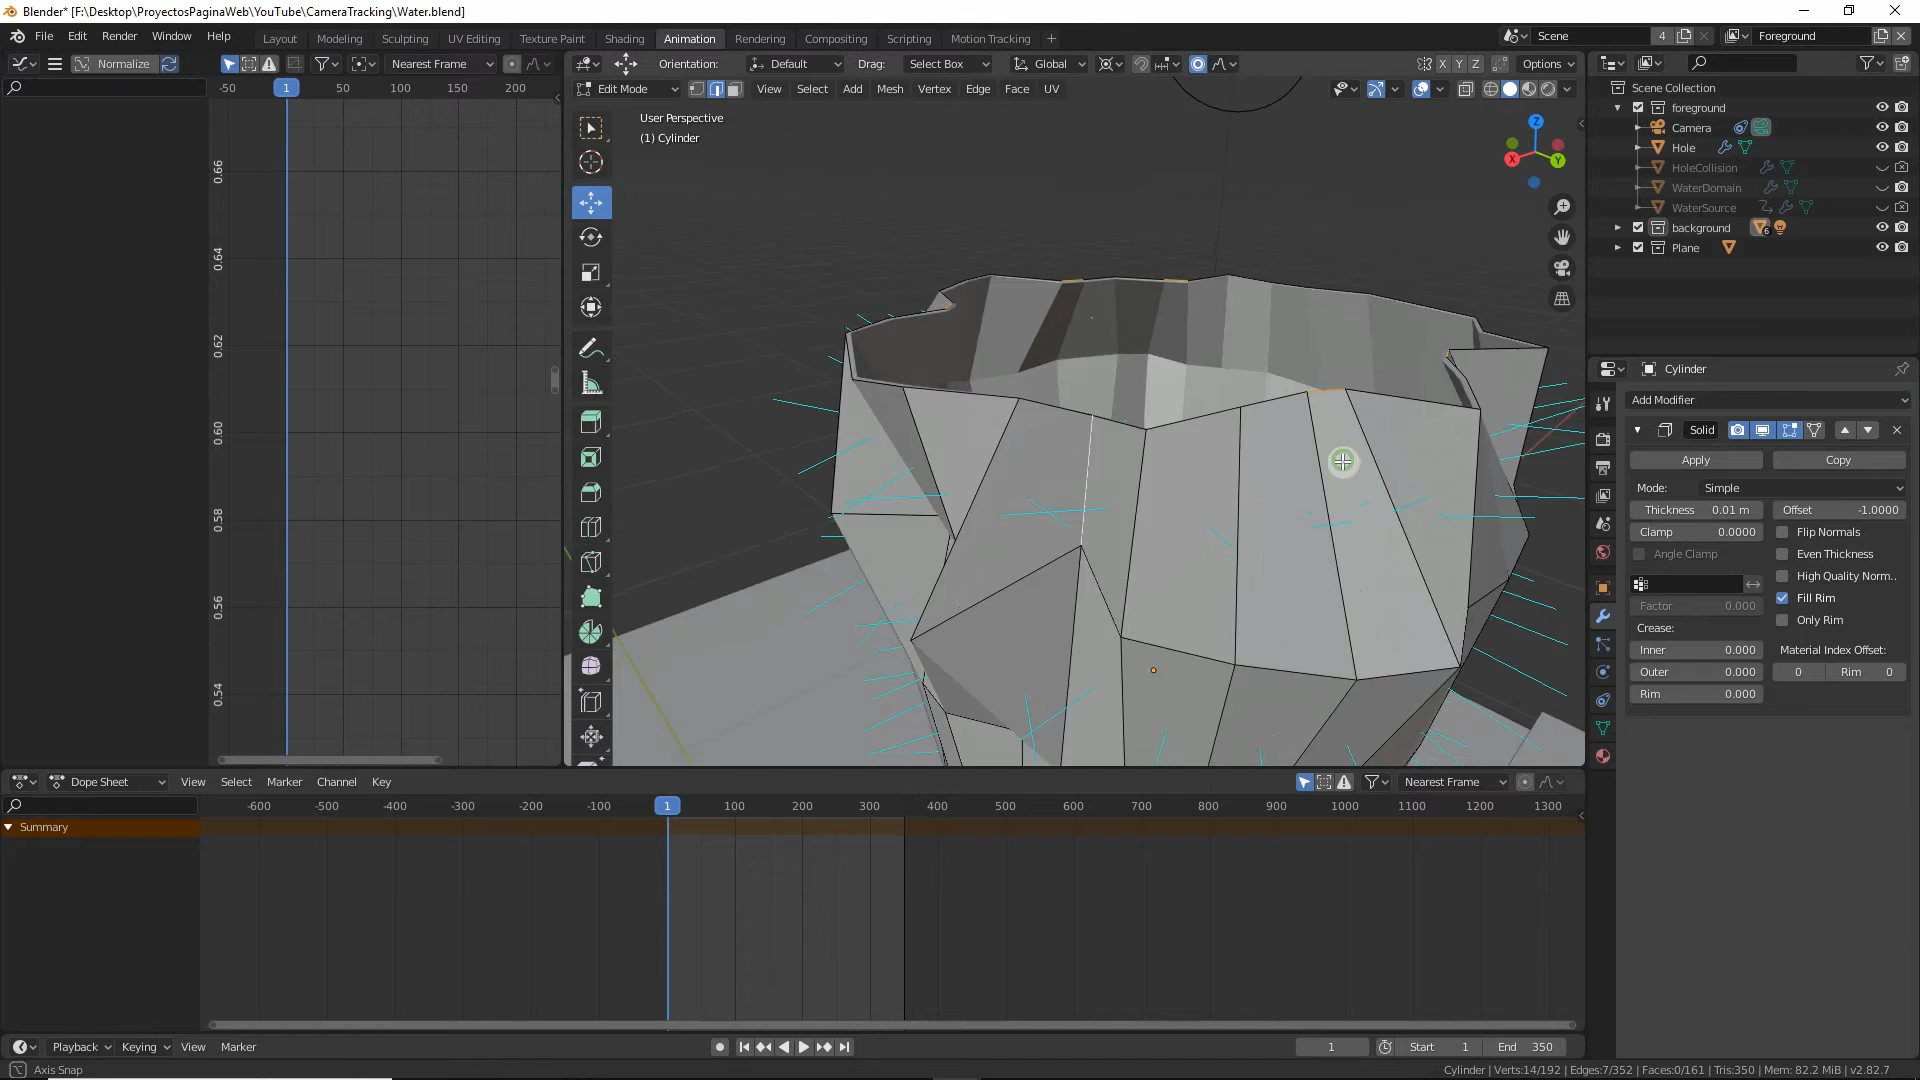 Blender* [F:\Desktop\ProyectosPaginaWeb\YouTube\CameraTracking\Water.blend]
File Edit Render Window Help Layout Modeling Sculpting UV Editing Texture Paint Shading Animation Rendering Compositing Scripting Motion Tracking + Scene 4 Foreground
Normalize Nearest Frame Orientation: Default Drag: Select Box Global X Y Z Options
-50 1 50 100 150 200
Edit Mode View Select Add Mesh Vertex Edge Face UV
User Perspective
(1) Cylinder
Z
X Y
0.66
0.64
0.62
0.60
0.58
0.56
0.54
Scene Collection
foreground
Camera
Hole
HoleCollision
WaterDomain
WaterSource
background 6
Plane
Cylinder
Add Modifier
Solid
Apply Copy
Mode: Simple
Thickness 0.01 m Offset -1.0000
Clamp 0.0000 Flip Normals
Angle Clamp Even Thickness
High Quality Norm..
Factor 0.000 Fill Rim
Crease: Only Rim
Inner 0.000 Material Index Offset:
Outer 0.000 0 Rim 0
Rim 0.000
Dope Sheet View Select Marker Channel Key Nearest Frame
-600 -500 -400 -300 -200 -100 1 100 200 300 400 500 600 700 800 900 1000 1100 1200 1300
Summary
Playback Keying View Marker 1 Start 1 End 350
Axis Snap Cylinder | Verts:14/192 | Edges:7/352 | Faces:0/161 | Tris:350 | Mem: 82.2 MiB | v2.82.7